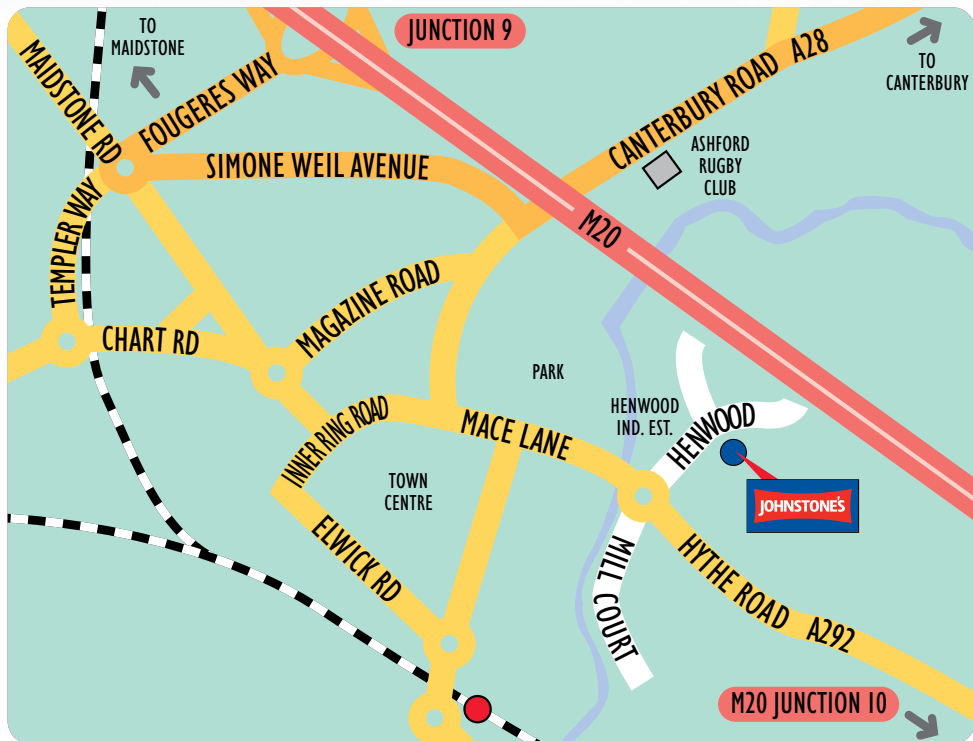 JUNCTION 9
TO
MAIDSTONE
MAIDSTONE RD
FOUGERES WAY
CANTERBURY ROAD A28
TO
CANTERBURY
ASHFORD
RUGBY
CLUB
SIMONE WEIL AVENUE
TEMPLER WAY
M20
MAGAZINE ROAD
CHART RD
PARK
HENWOOD
IND. EST.
HENWOOD
INNER RING ROAD
MACE LANE
TOWN
CENTRE
JOHNSTONE'S
ELWICK RD
MILL COURT
HYTHE ROAD A292
M20 JUNCTION 10